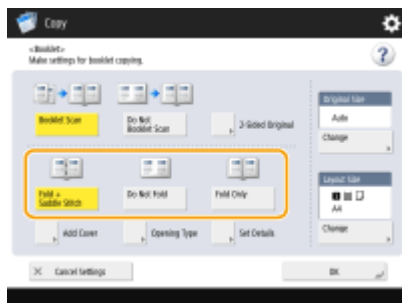 Copy
<Booklet>
Make settings for booklet copying.
?
Booklet Scan
Do Not
Booklet Scan
2-Sided Original
Original Size
Auto
Change
Fold +
Saddle Stitch
Do Not Fold
Fold Only
Layout Size
A4
Change
Add Cover
Opening Type
Set Details
Cancel Settings
OK